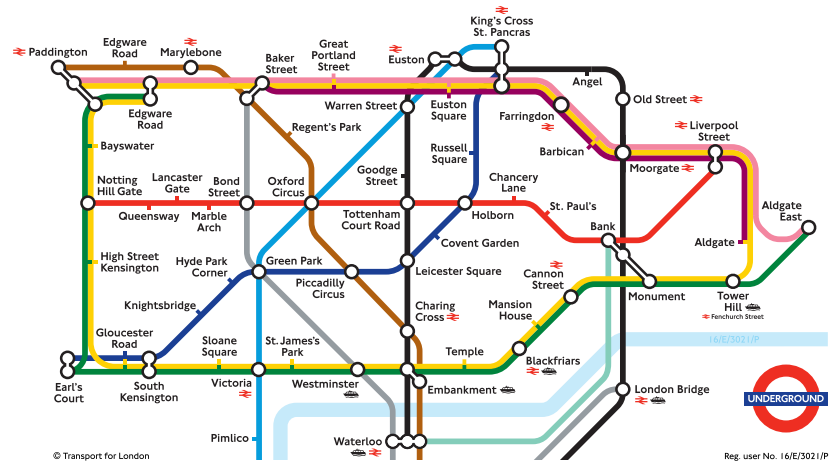 King's Cross
St. Pancras
Edgware
Road
Marylebone
Paddington
Baker
Street
Great
Portland
Street
Euston
Angel
Old Street
Edgware
Road
Warren Street
Euston
Square
Farringdon
Liverpool
Street
Regent's Park
Bayswater
Russell
Square
Barbican
Moorgate
Goodge
Street
Notting
Hill Gate
Lancaster
Gate
Bond
Street
Oxford
Circus
Chancery
Lane
Queensway
Marble
Arch
Tottenham
Court Road
Holborn
St. Paul's
Aldgate
East
Bank
Aldgate
Covent Garden
High Street
Kensington
Hyde Park
Corner
Green Park
Leicester Square
Cannon
Street
Piccadilly
Circus
Monument
Tower
Hill
Fenchurch Street
Knightsbridge
Charing
Cross
Mansion
House
Gloucester
Road
Sloane
Square
St. James's
Park
Temple
16/E/3021/P
Blackfriars
Earl's
Court
South
Kensington
Victoria
Westminster
Embankment
London Bridge
UNDERGROUND
Pimlico
Waterloo
© Transport for London
Reg. user No. 16/E/3021/P